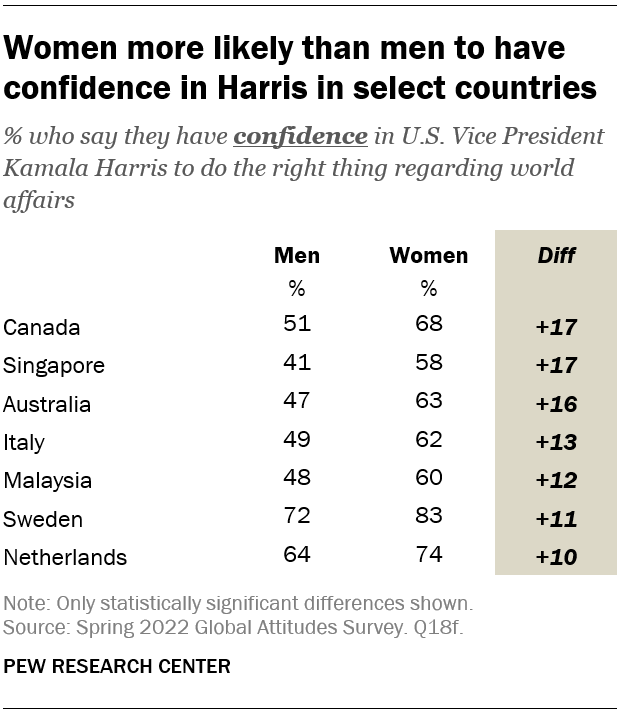 Women more likely than men to have
confidence in Harris in select countries
% who say they have confidence in U.S. Vice President
Kamala Harris to do the right thing regarding world
affairs
Men Women Diff
% %
Canada 51 68 +17
Singapore 41 58 +17
Australia 47 63 +16
Italy 49 62 +13
Malaysia 48 60 +12
Sweden 72 83 +11
Netherlands 64 74 +10
Note: Only statistically significant differences shown.
Source: Spring 2022 Global Attitudes Survey. Q18f.
PEW RESEARCH CENTER